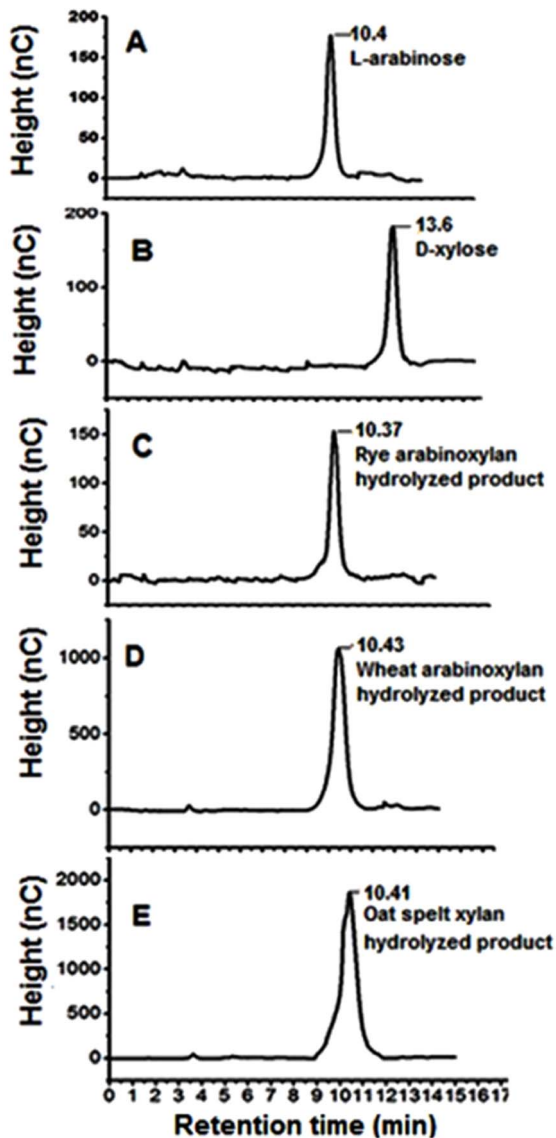 A
Height (nC)
200
150
100
50
0
10.4
L-arabinose
B
Height (nC)
200
100
0
13.6
D-xylose
C
Height (nC)
150
100
50
0
10.37
Rye arabinoxylan
hydrolyzed product
D
Height (nC)
1000
500
0
10.43
Wheat arabinoxylan
hydrolyzed product
E
Height (nC)
2000
1500
1000
500
0
10.41
Oat spelt xylan
hydrolyzed product
0 1 2 3 4 5 6 7 8 9 10 11 12 13 14 15 16 17
Retention time (min)